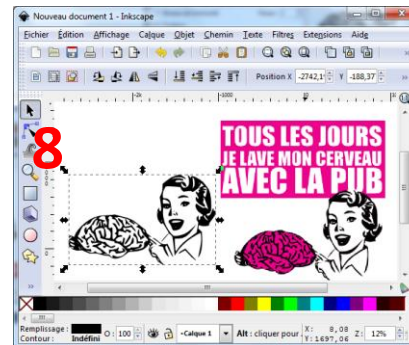 Nouveau document 1 - Inkscape
Fichier Édition Affichage Calque Objet Chemin Texte Filtres Extensions Aide
Position X -2742,1 Y -188,37
8
TOUS LES JOURS
JE LAVE MON CERVEAU
AVEC LA PUB
Remplissage :
Contour : Indéfini
O: 100
Calque 1
Alt : cliquer pour
X: 8,08
Y: 1697,06
Z: 12%